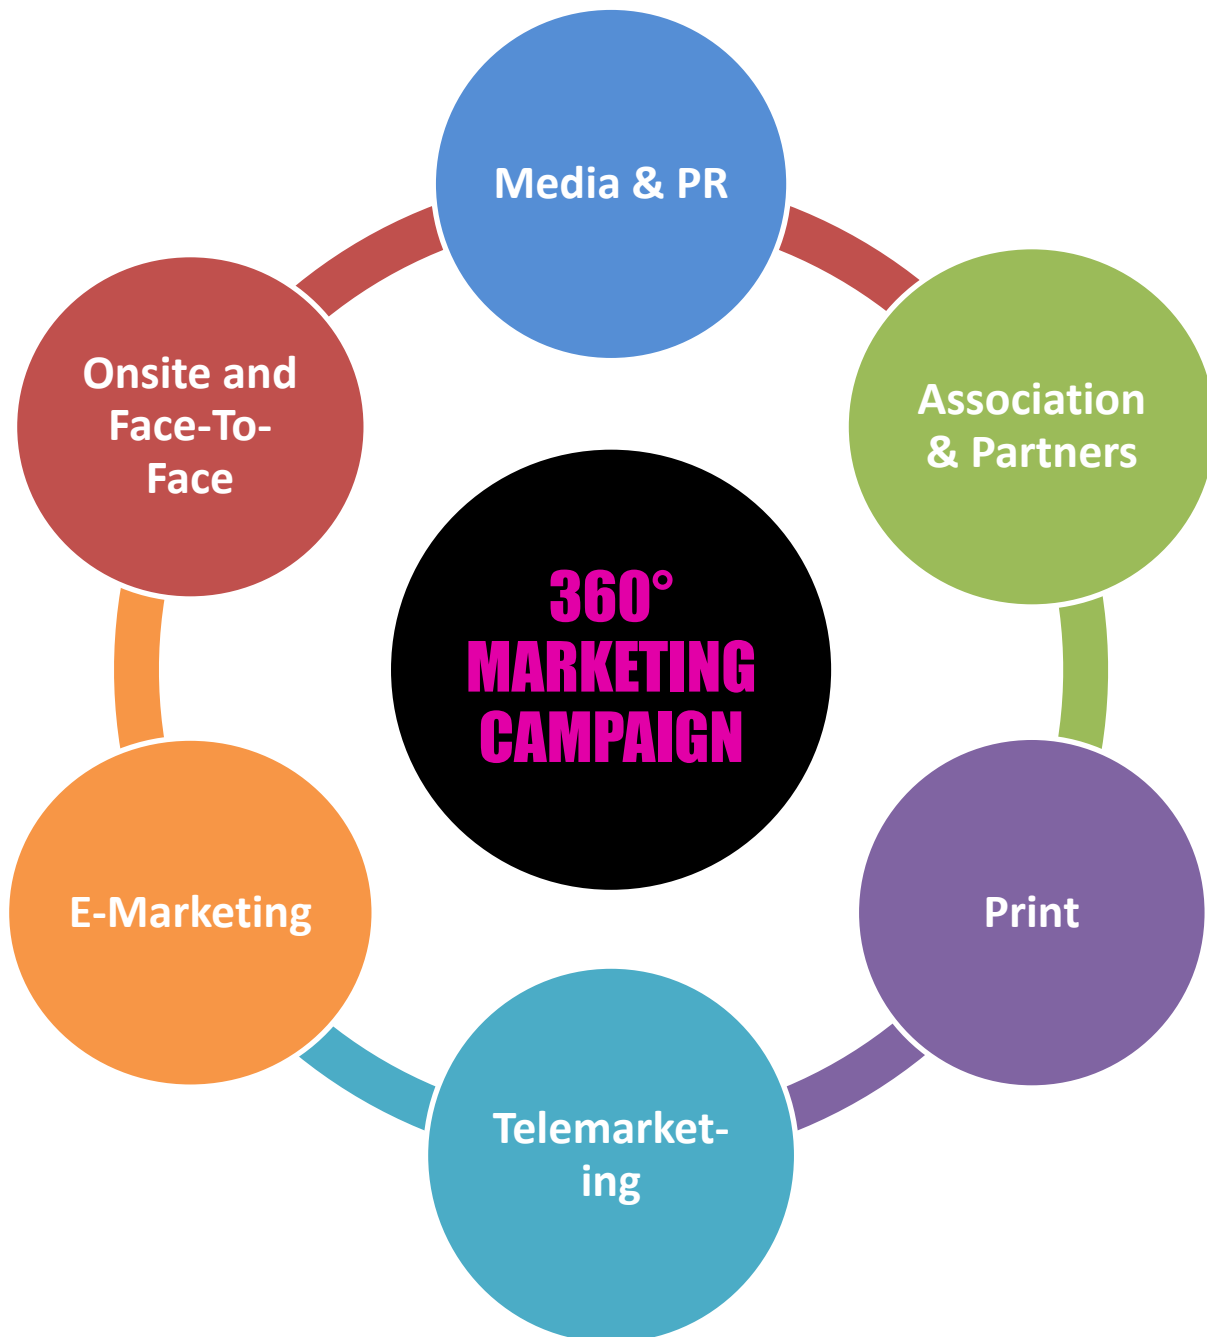 Media & PR
Association
& Partners
Print
Telemarket-
ing
E-Marketing
Onsite and
Face-To-
Face
360°
MARKETING
CAMPAIGN